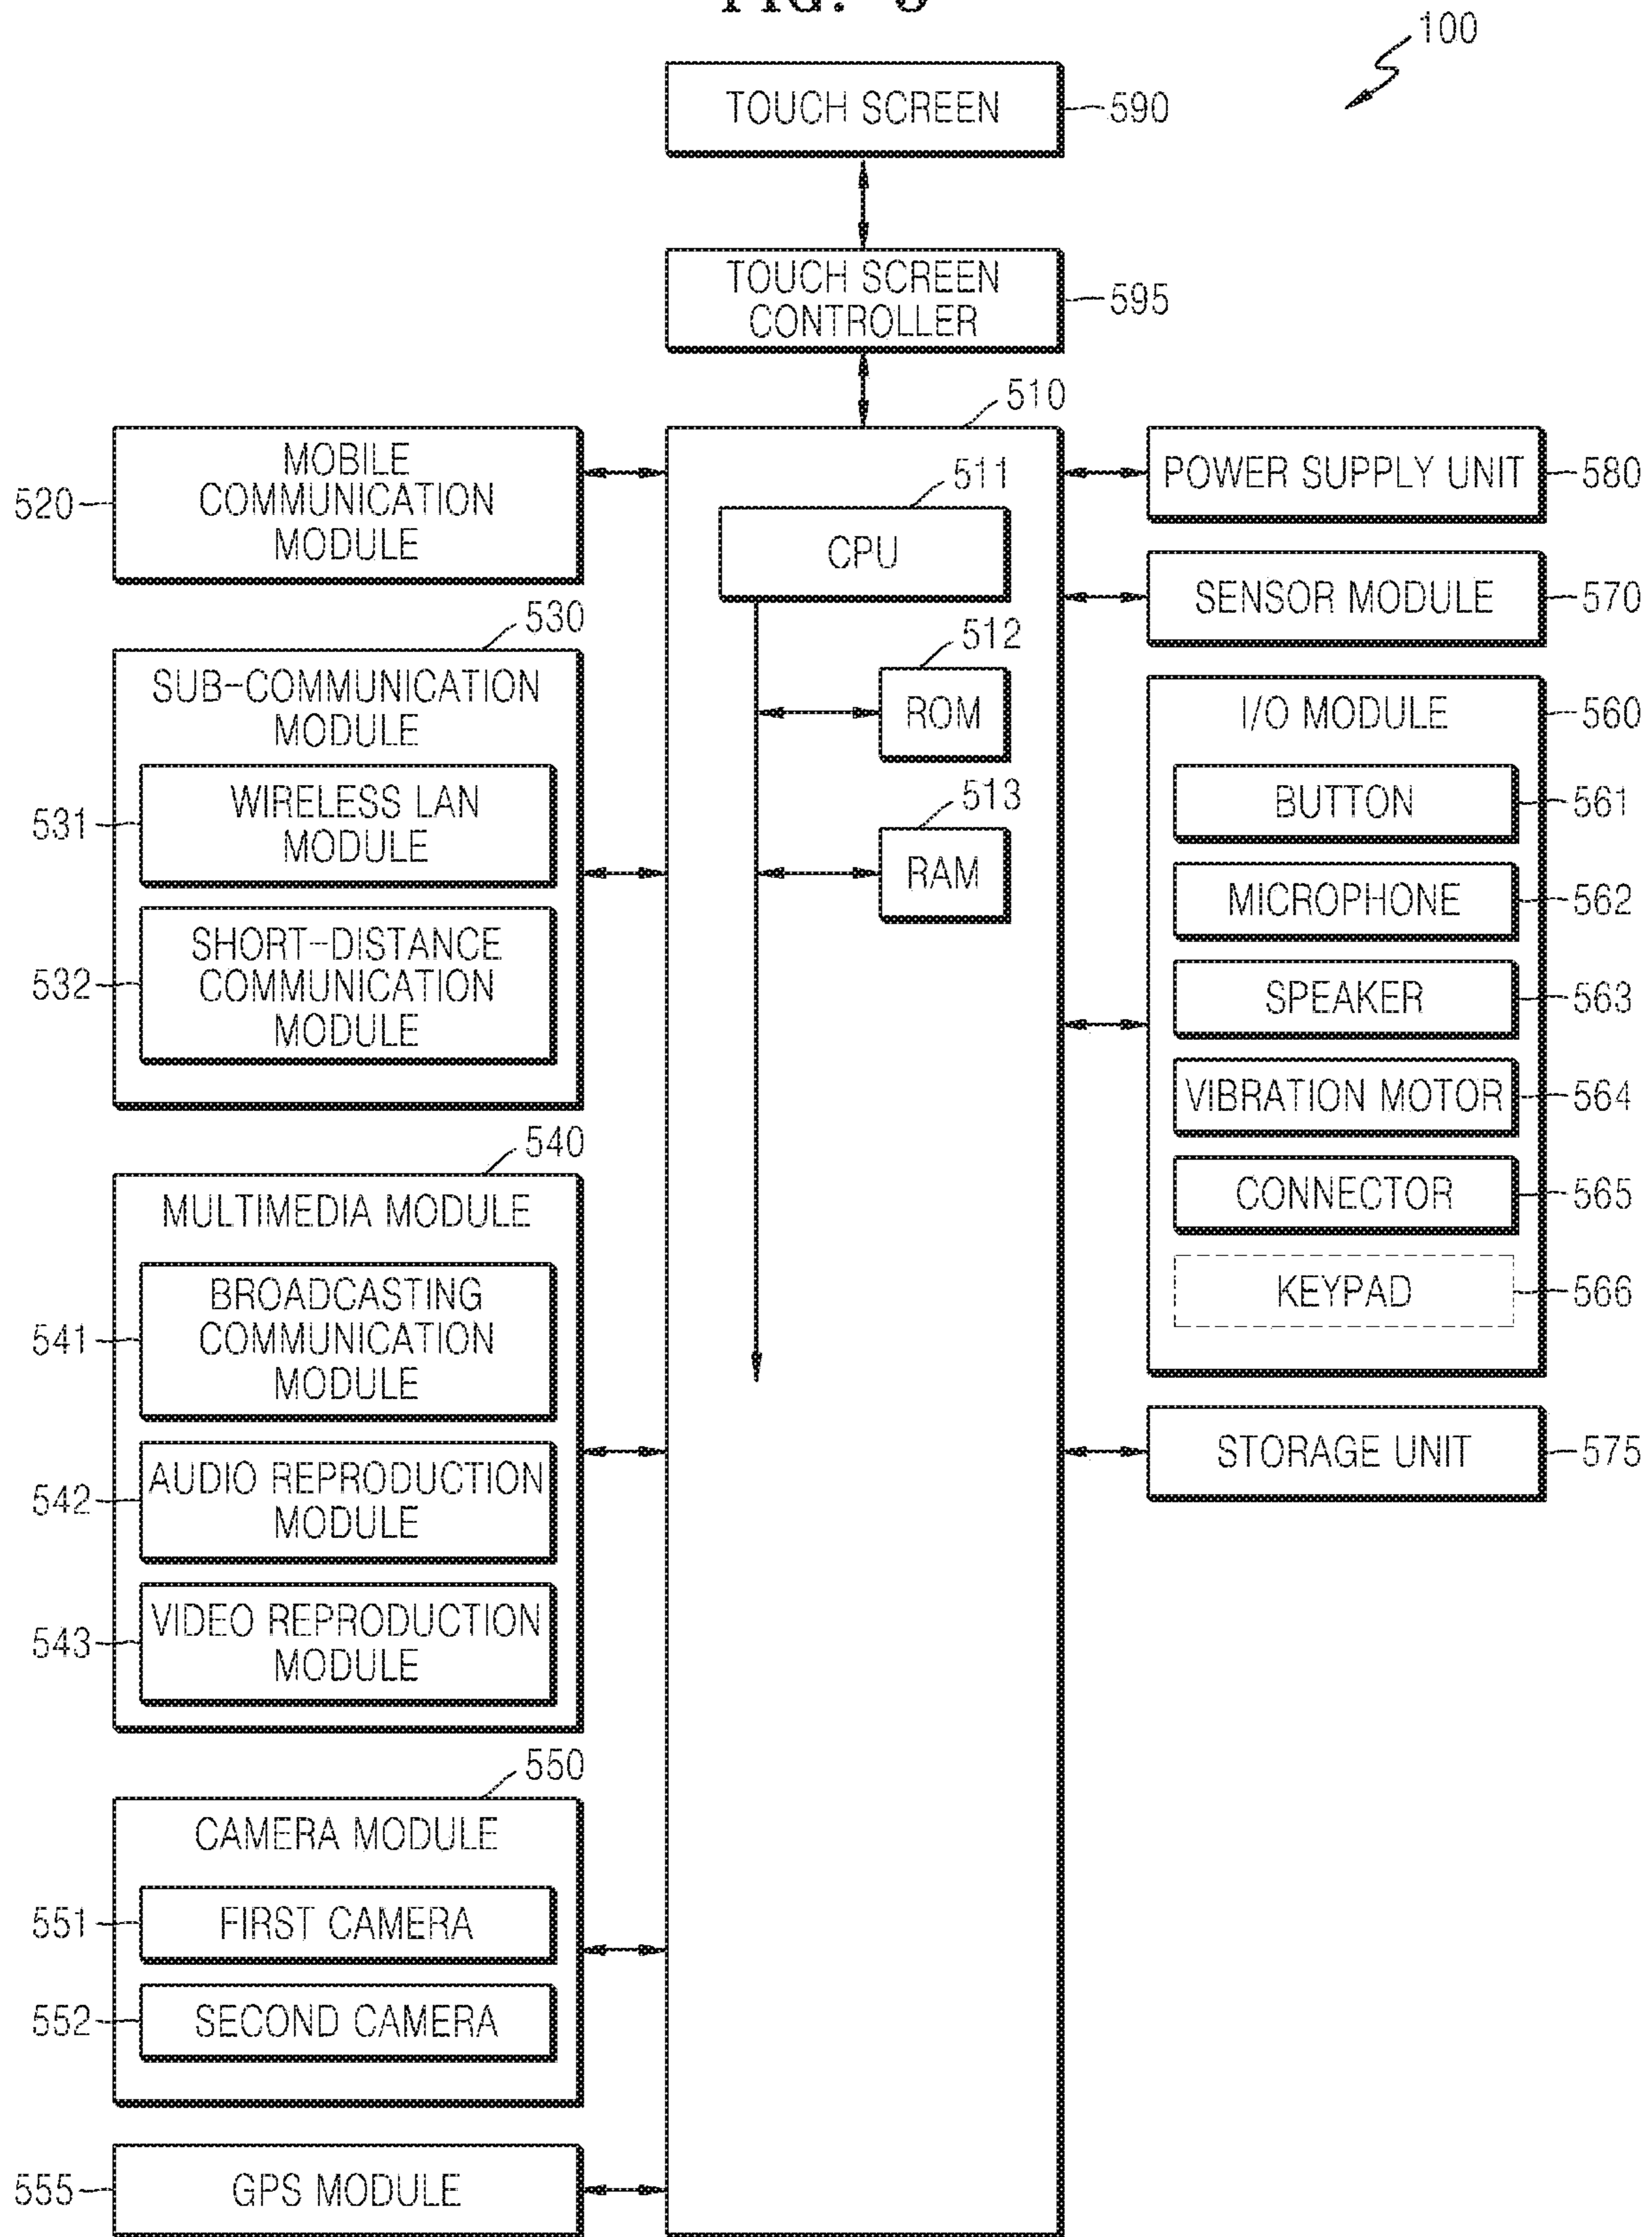 100
TOUCH SCREEN
590
TOUCH SCREEN
CONTROLLER
595
510
MOBILE
COMMUNICATION
MODULE
520
530
SUB-COMMUNICATION
MODULE
WIRELESS LAN
MODULE
531
SHORT-DISTANCE
COMMUNICATION
MODULE
532
540
MULTIMEDIA MODULE
BROADCASTING
COMMUNICATION
MODULE
541
AUDIO REPRODUCTION
MODULE
542
VIDEO REPRODUCTION
MODULE
543
550
CAMERA MODULE
FIRST CAMERA
551
SECOND CAMERA
552
GPS MODULE
555
511
CPU
512
ROM
513
RAM
POWER SUPPLY UNIT
580
SENSOR MODULE
570
I/O MODULE
560
BUTTON
561
MICROPHONE
562
SPEAKER
563
VIBRATION MOTOR
564
CONNECTOR
565
KEYPAD
566
STORAGE UNIT
575